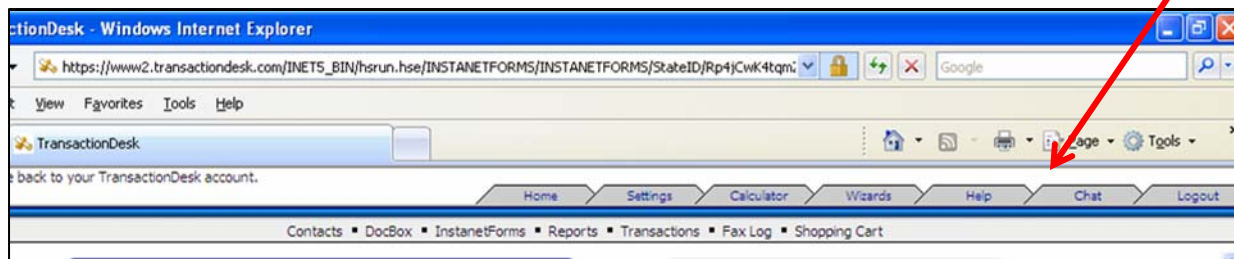 ctionDesk - Windows Internet Explorer
https://www2.transactiondesk.com/INET5_BIN/hsrun.hse/INSTANETFORMS/INSTANETFORMS/StateID/Rp4jCwK4tqm
Google
t View Favorites Tools Help
TransactionDesk
Page Tools
e back to your TransactionDesk account.
Home Settings Calculator Wizards Help Chat Logout
Contacts ▪ DocBox ▪ InstanetForms ▪ Reports ▪ Transactions ▪ Fax Log ▪ Shopping Cart